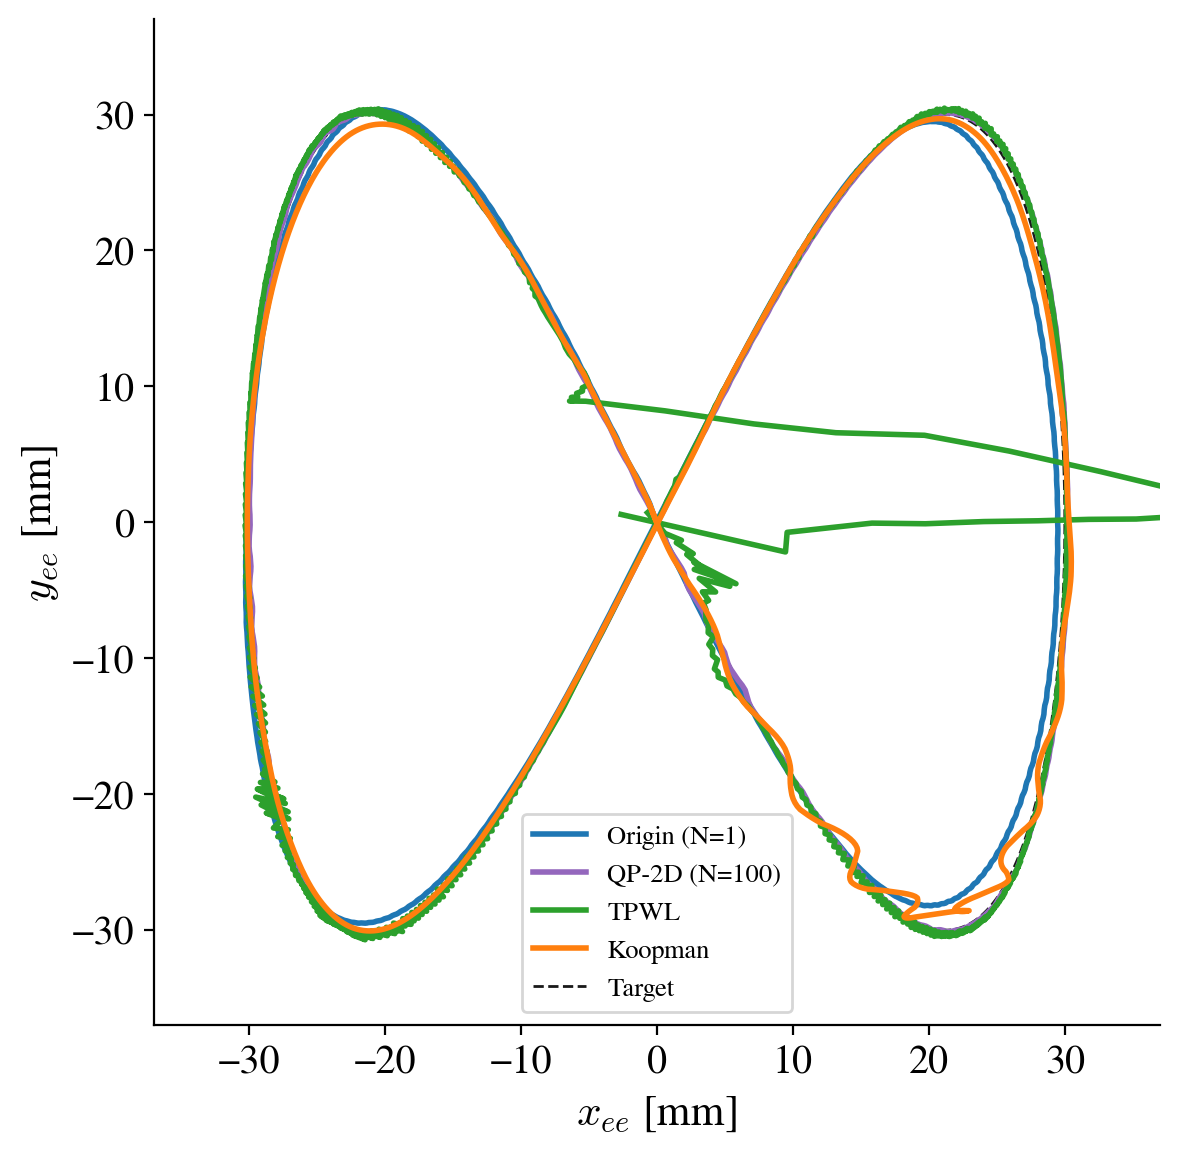 30
20
10
0
−10
−20
−30
y_ee [mm]
Origin (N=1)
QP-2D (N=100)
TPWL
Koopman
Target
−30 −20 −10 0 10 20 30
x_ee [mm]